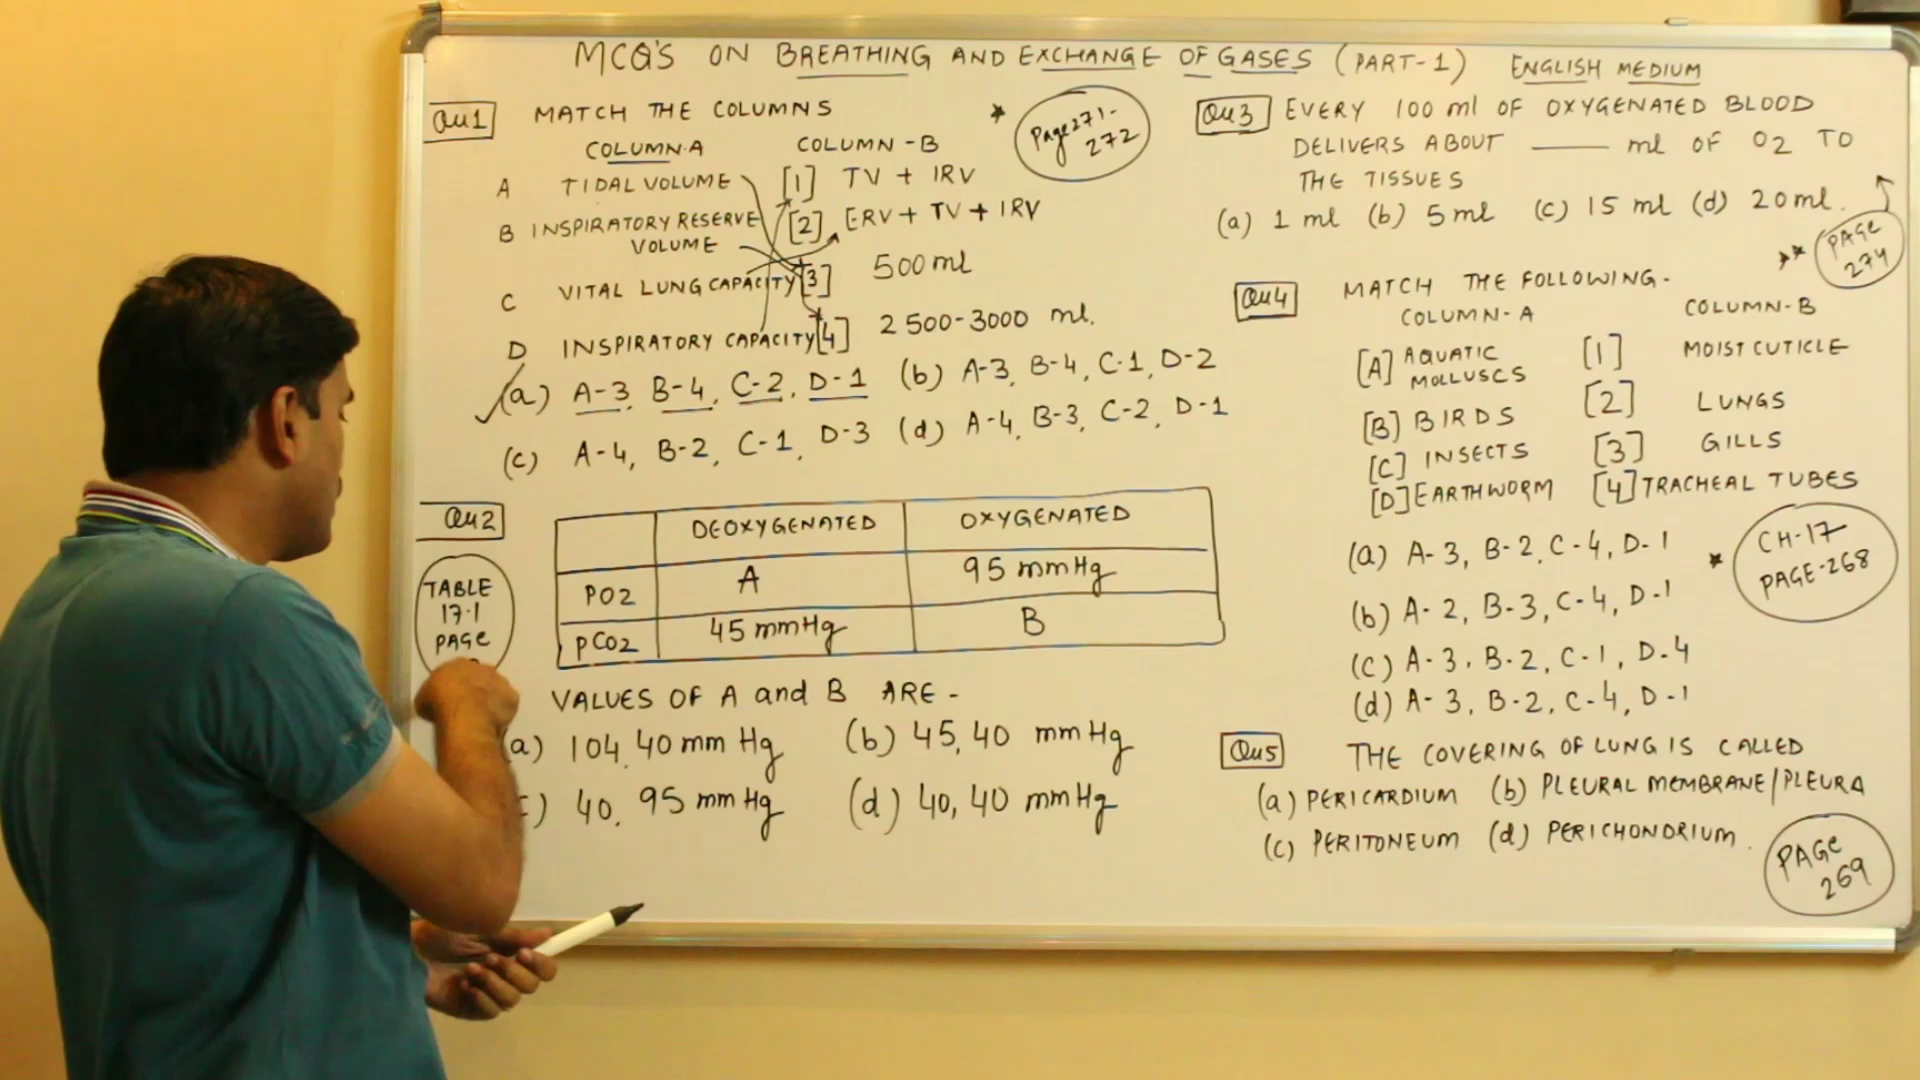 MCQ'S ON BREATHING AND EXCHANGE OF GASES (PART-1) ENGLISH MEDIUM
Qu1 MATCH THE COLUMNS
* Page 271-272
COLUMN-A COLUMN-B
A TIDAL VOLUME [1] TV + IRV
B INSPIRATORY RESERVE VOLUME [2] ERV + TV + IRV
C VITAL LUNG CAPACITY [3] 500 ml
D INSPIRATORY CAPACITY [4] 2500-3000 ml.
(a) A-3, B-4, C-2, D-1 (b) A-3, B-4, C-1, D-2
(c) A-4, B-2, C-1, D-3 (d) A-4, B-3, C-2, D-1
Qu2
TABLE
17.1
PAGE
DEOXYGENATED OXYGENATED
PO2 A 95 mmHg
PCO2 45 mmHg B
VALUES OF A and B ARE -
a) 104, 40 mm Hg (b) 45, 40 mmHg
) 40, 95 mm Hg (d) 40, 40 mmHg
Qu3 EVERY 100 ml OF OXYGENATED BLOOD
DELIVERS ABOUT ____ ml OF O2 TO
THE TISSUES
(a) 1 ml (b) 5 ml (c) 15 ml (d) 20 ml.
** PAGE
274
Qu4 MATCH THE FOLLOWING-
COLUMN-A COLUMN-B
[A] AQUATIC MOLLUSCS [1] MOIST CUTICLE
[B] BIRDS [2] LUNGS
[C] INSECTS [3] GILLS
[D] EARTHWORM [4] TRACHEAL TUBES
(a) A-3, B-2, C-4, D-1
(b) A-2, B-3, C-4, D-1
(c) A-3, B-2, C-1, D-4
(d) A-3, B-2, C-4, D-1
* CH-17
PAGE-268
Qu5 THE COVERING OF LUNG IS CALLED
(a) PERICARDIUM (b) PLEURAL MEMBRANE/PLEURA
(c) PERITONEUM (d) PERICHONDRIUM.
PAGE
269